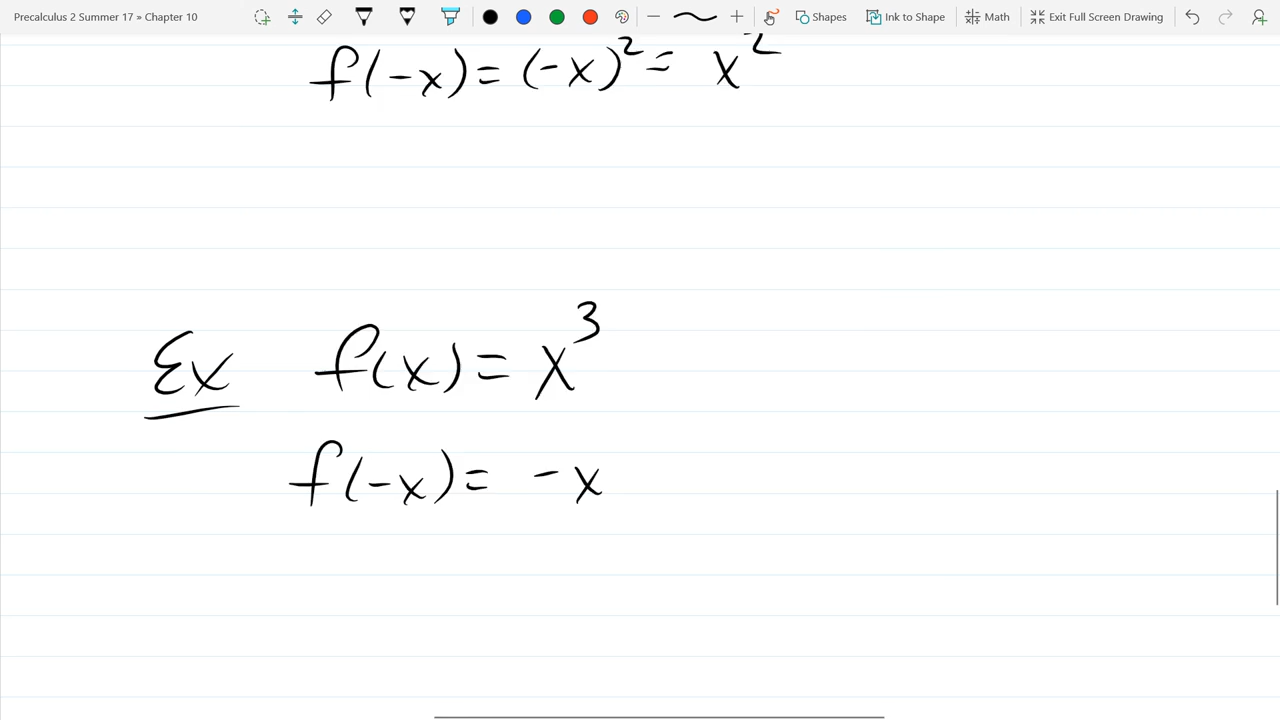 Precalculus 2 Summer 17 » Chapter 10 Shapes Ink to Shape Math Exit Full Screen Drawing
f(-x) = (-x)² = x²
Ex f(x) = x³
f(-x) = -x